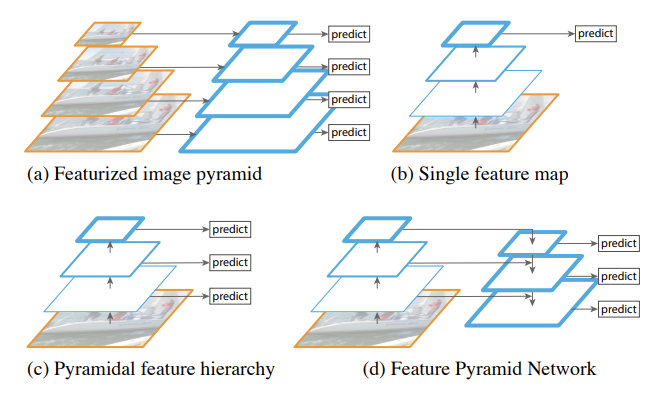 predict
predict
predict
predict
predict
(a) Featurized image pyramid
(b) Single feature map
predict
predict
predict
predict
predict
predict
(c) Pyramidal feature hierarchy
(d) Feature Pyramid Network